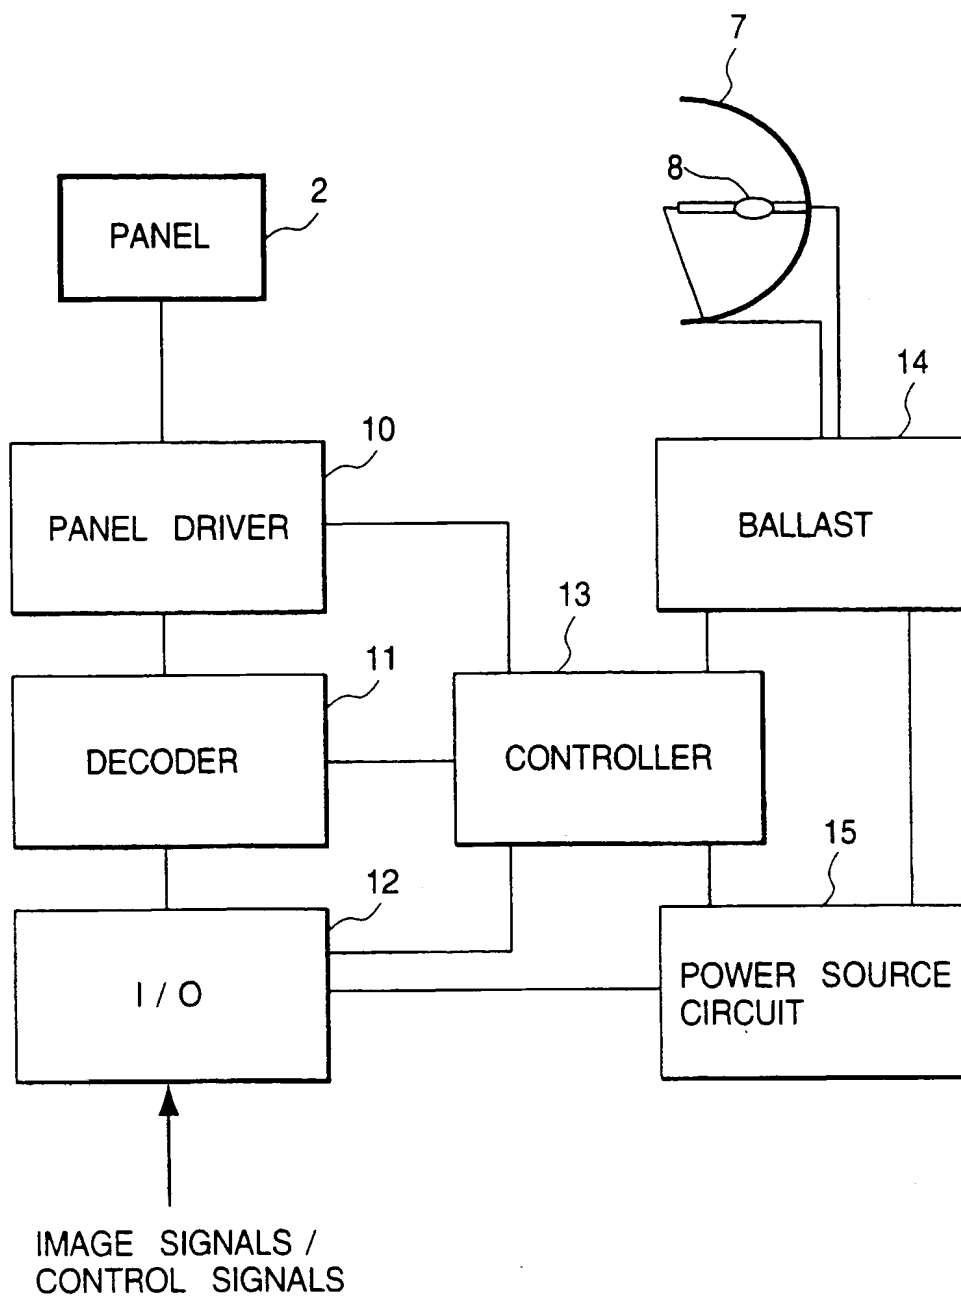 7
8
PANEL
2
14
10
PANEL DRIVER
BALLAST
13
11
DECODER
CONTROLLER
15
12
I / O
POWER SOURCE
CIRCUIT
IMAGE SIGNALS /
CONTROL SIGNALS